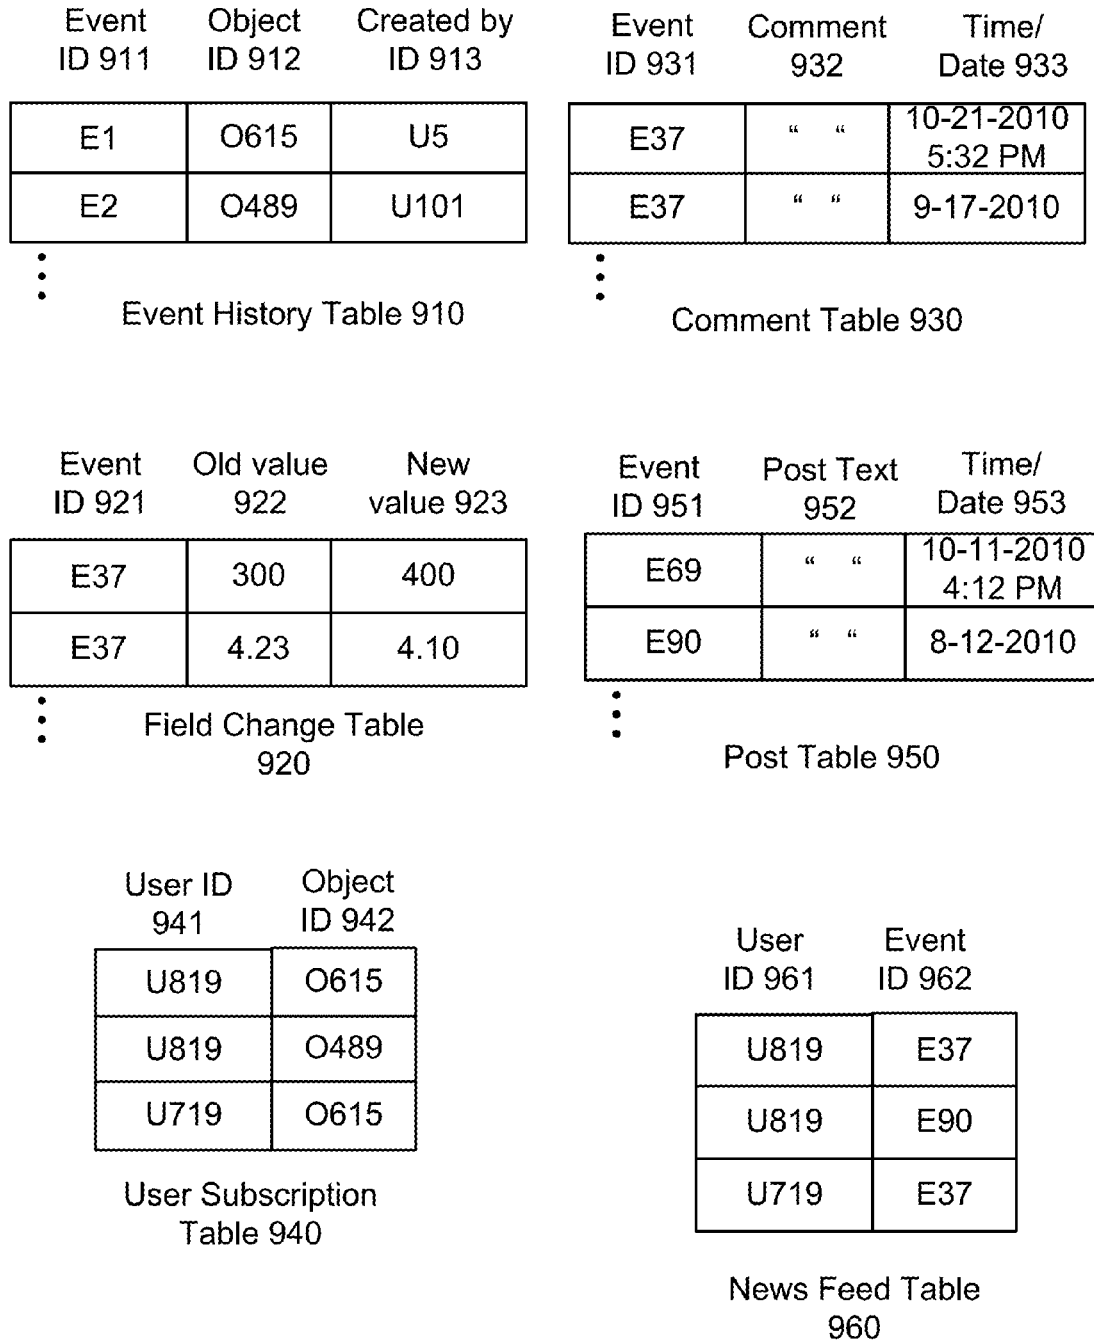 Event ID 911
Object ID 912
Created by ID 913
E1 O615 U5
E2 O489 U101
Event History Table 910
Event ID 931
Comment 932
Time/ Date 933
E37 “ “ 10-21-2010 5:32 PM
E37 “ “ 9-17-2010
Comment Table 930
Event ID 921
Old value 922
New value 923
E37 300 400
E37 4.23 4.10
Field Change Table 920
Event ID 951
Post Text 952
Time/ Date 953
E69 “ “ 10-11-2010 4:12 PM
E90 “ “ 8-12-2010
Post Table 950
User ID 941
Object ID 942
U819 O615
U819 O489
U719 O615
User Subscription Table 940
User ID 961
Event ID 962
U819 E37
U819 E90
U719 E37
News Feed Table 960